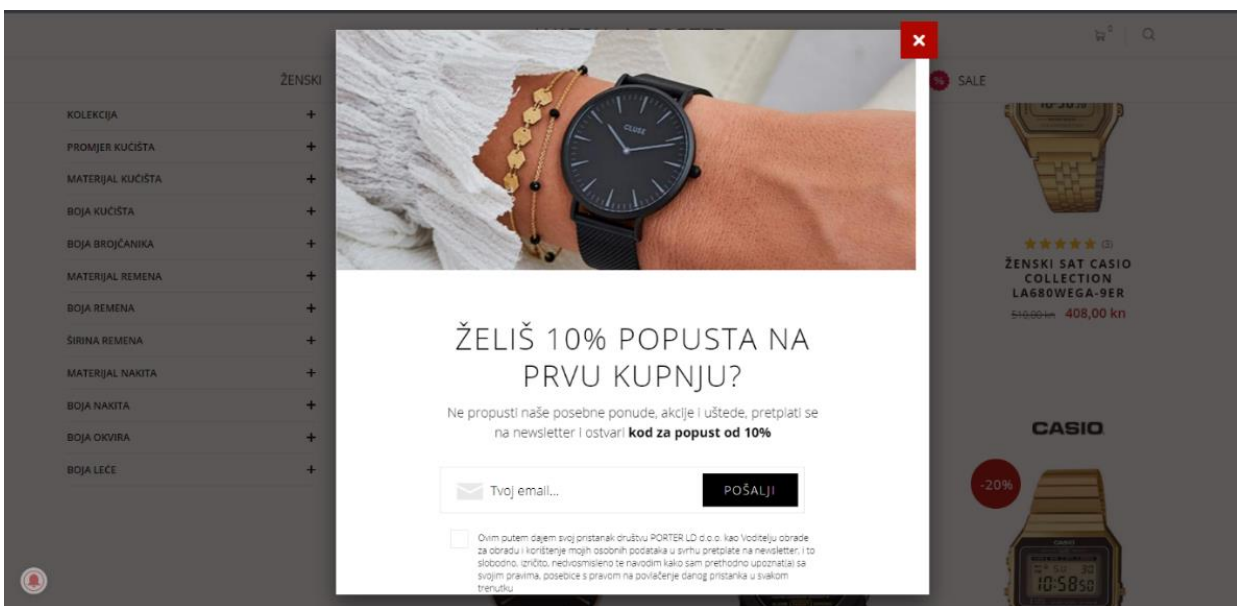 ŽENSKI
SALE
KOLEKCIJA
PROMJER KUĆIŠTA
MATERIJAL KUĆIŠTA
BOJA KUĆIŠTA
BOJA BROJČANIKA
MATERIJAL REMENA
BOJA REMENA
ŠIRINA REMENA
MATERIJAL NAKITA
BOJA NAKITA
BOJA OKVIRA
BOJA LEĆE
CLUSE
ŽELIŠ 10% POPUSTA NA
PRVU KUPNJU?
Ne propusti naše posebne ponude, akcije i uštede, pretplati se
na newsletter i ostvari kod za popust od 10%
Tvoj email...
POŠALJI
Ovim putem dajem svoj pristanak društvu PORTER LD d.o.o. kao Voditelju obrade
za obradu i korištenje mojih osobnih podataka u svrhu pretplate na newsletter, i to
slobodno, izričito, nedvosmisleno te navodim kako sam prethodno upoznat(a) sa
svojim pravima, posebice s pravom na povlačenje danog pristanka u svakom
trenutku
ŽENSKI SAT CASIO
COLLECTION
LA680WEGA-9ER
510,00 kn 408,00 kn
CASIO
-20%
CASIO
10:58 50